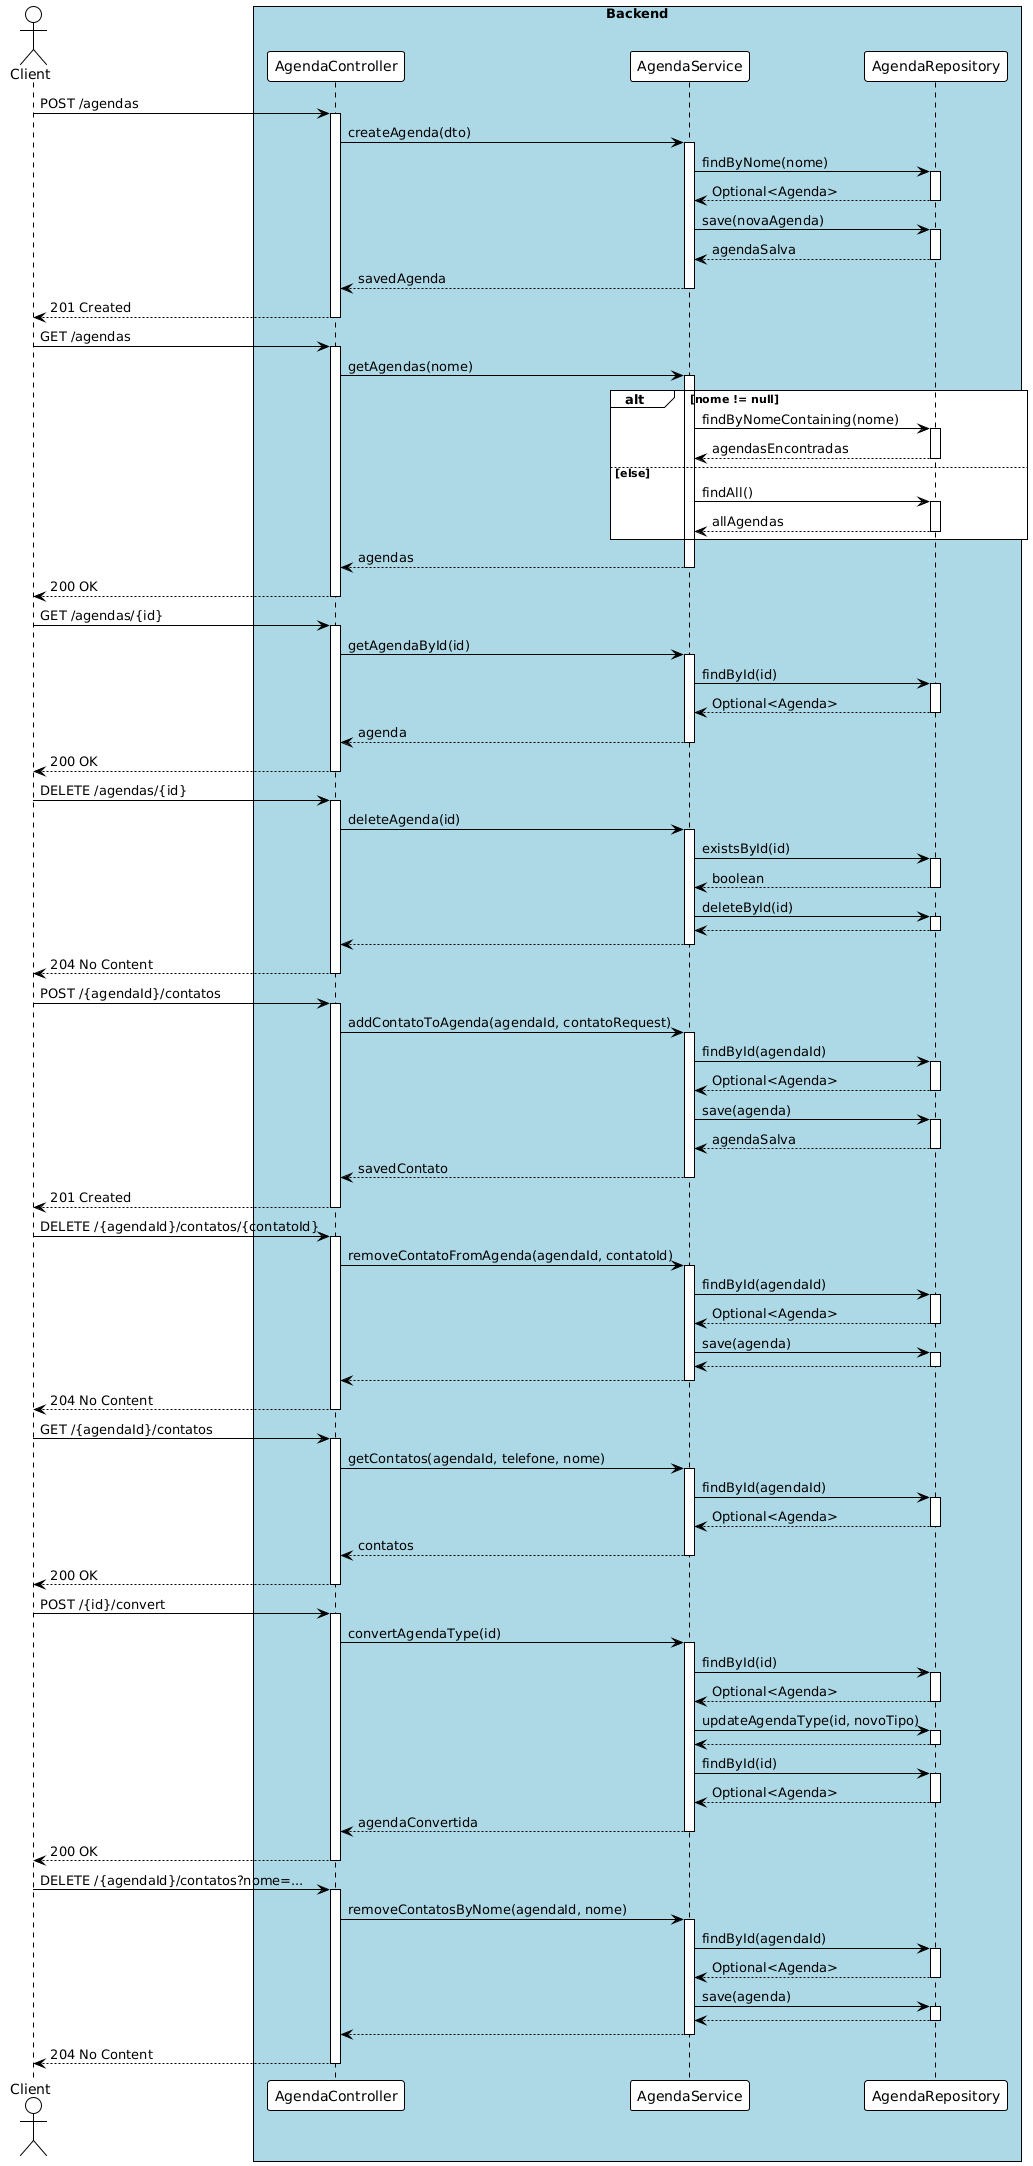 Backend
Client
AgendaController
AgendaService
AgendaRepository
POST /agendas
createAgenda(dto)
findByNome(nome)
Optional<Agenda>
save(novaAgenda)
agendaSalva
savedAgenda
201 Created
GET /agendas
getAgendas(nome)
alt [nome != null]
findByNomeContaining(nome)
agendasEncontradas
[else]
findAll()
allAgendas
agendas
200 OK
GET /agendas/{id}
getAgendaById(id)
findById(id)
Optional<Agenda>
agenda
200 OK
DELETE /agendas/{id}
deleteAgenda(id)
existsById(id)
boolean
deleteById(id)
204 No Content
POST /{agendaId}/contatos
addContatoToAgenda(agendaId, contatoRequest)
findById(agendaId)
Optional<Agenda>
save(agenda)
agendaSalva
savedContato
201 Created
DELETE /{agendaId}/contatos/{contatoId}
removeContatoFromAgenda(agendaId, contatoId)
findById(agendaId)
Optional<Agenda>
save(agenda)
204 No Content
GET /{agendaId}/contatos
getContatos(agendaId, telefone, nome)
findById(agendaId)
Optional<Agenda>
contatos
200 OK
POST /{id}/convert
convertAgendaType(id)
findById(id)
Optional<Agenda>
updateAgendaType(id, novoTipo)
findById(id)
Optional<Agenda>
agendaConvertida
200 OK
DELETE /{agendaId}/contatos?nome=...
removeContatosByNome(agendaId, nome)
findById(agendaId)
Optional<Agenda>
save(agenda)
204 No Content
Client
AgendaController
AgendaService
AgendaRepository